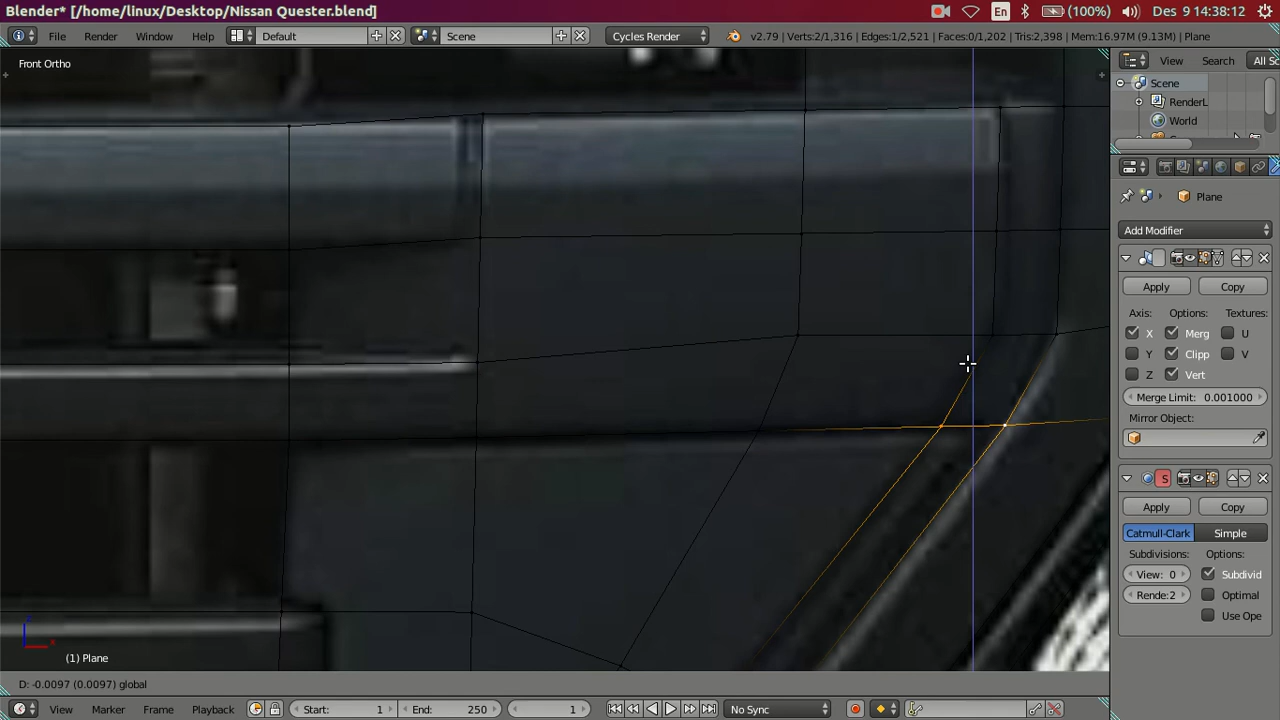 Blender* [/home/linux/Desktop/Nissan Quester.blend]
En (100%) Des 9 14:38:12
File Render Window Help Default Scene Cycles Render v2.79 | Verts:2/1,316 | Edges:1/2,521 | Faces:0/1,202 | Tris:2,398 | Mem:16.97M (9.13M) | Plane
Front Ortho
View Search All Sc
Scene
RenderL
World
Plane
Add Modifier
Apply Copy
Axis: Options: Textures:
X Merg U
Y Clipp V
Z Vert
Merge Limit: 0.001000
Mirror Object:
S
Apply Copy
Catmull-Clark Simple
Subdivisions: Options:
View: 0 Subdivid
Rende:2 Optimal
Use Ope
(1) Plane
D: -0.0097 (0.0097) global
View Marker Frame Playback Start: 1 End: 250 1 No Sync